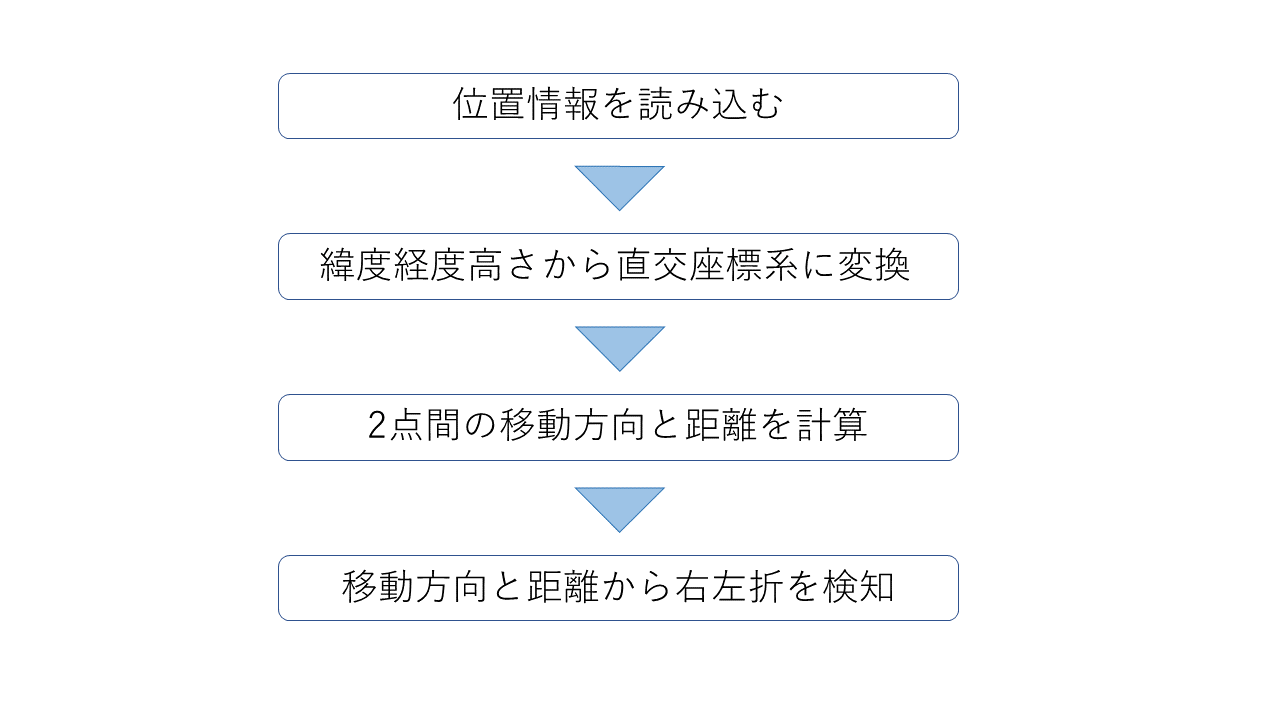 位置情報を読み込む
緯度経度高さから直交座標系に変換
2点間の移動方向と距離を計算
移動方向と距離から右左折を検知